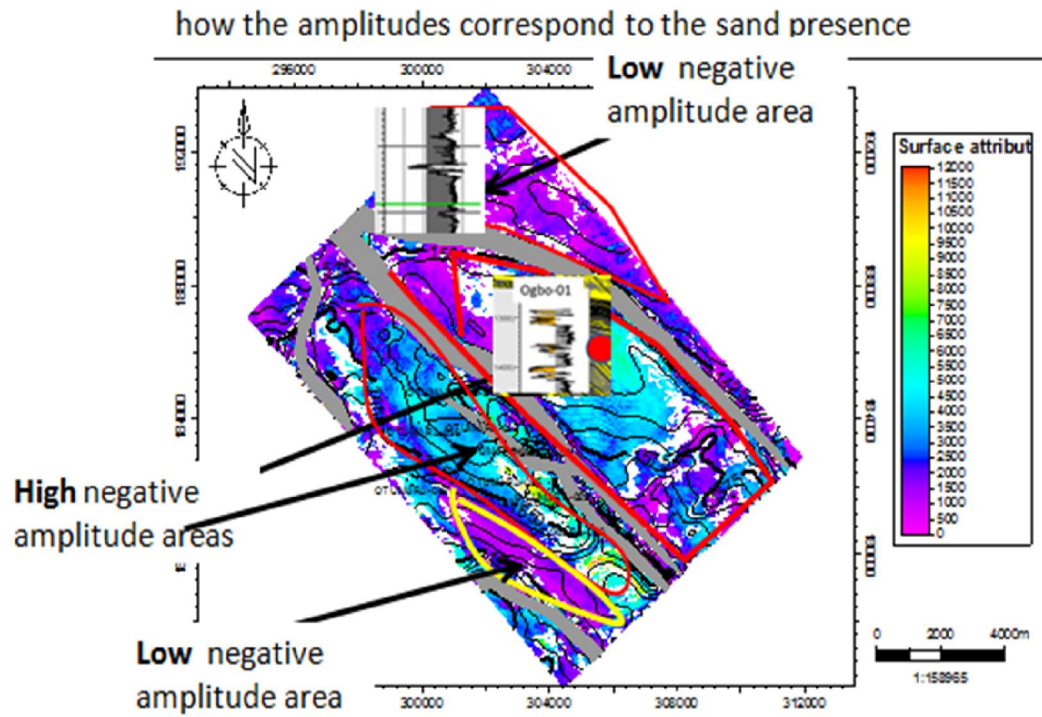 how the amplitudes correspond to the sand presence
296000 300000 304000
Low negative
amplitude area
Surface attribut
12000
11500
10500
9500
8500
7500
6500
5500
4500
3500
2500
1500
500
11000
10000
9000
8000
7000
6000
5000
4000
3000
2000
1000
0
Ogbo-01
High negative
amplitude areas
Low negative
amplitude area
300000 304000 308000 312000
0 2000 4000m
1:158965